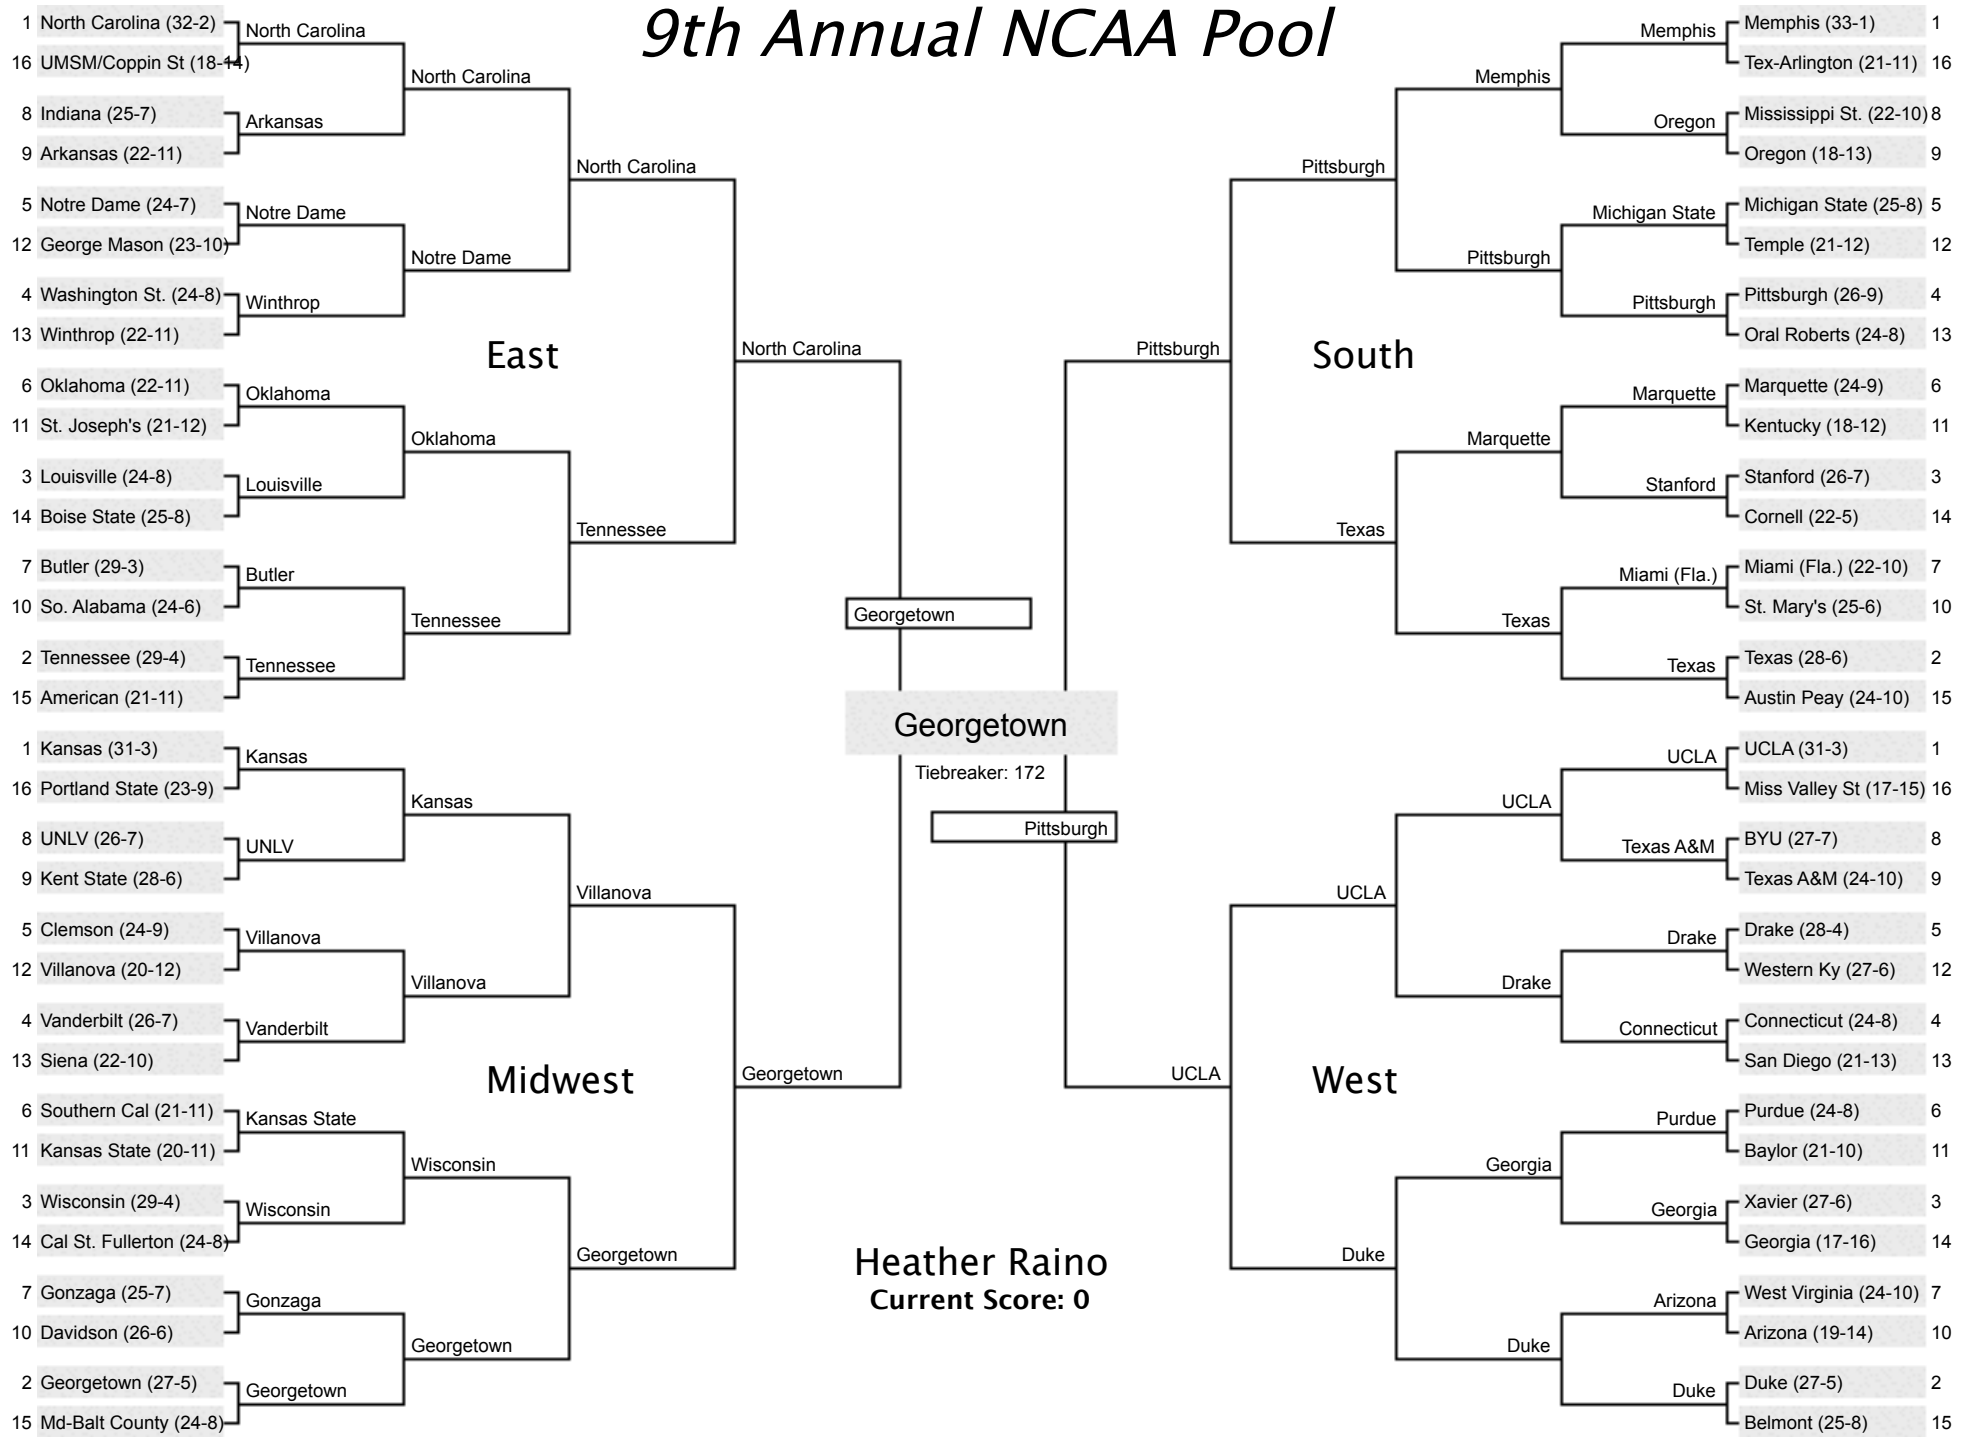 9th Annual NCAA Pool
1 North Carolina (32-2)
16 UMSM/Coppin St (18-14)
8 Indiana (25-7)
9 Arkansas (22-11)
5 Notre Dame (24-7)
12 George Mason (23-10)
4 Washington St. (24-8)
13 Winthrop (22-11)
6 Oklahoma (22-11)
11 St. Joseph's (21-12)
3 Louisville (24-8)
14 Boise State (25-8)
7 Butler (29-3)
10 So. Alabama (24-6)
2 Tennessee (29-4)
15 American (21-11)
North Carolina
Arkansas
Notre Dame
Winthrop
Oklahoma
Louisville
Butler
Tennessee
North Carolina
Notre Dame
Oklahoma
Tennessee
North Carolina
Tennessee
East
North Carolina
1 Kansas (31-3)
16 Portland State (23-9)
8 UNLV (26-7)
9 Kent State (28-6)
5 Clemson (24-9)
12 Villanova (20-12)
4 Vanderbilt (26-7)
13 Siena (22-10)
6 Southern Cal (21-11)
11 Kansas State (20-11)
3 Wisconsin (29-4)
14 Cal St. Fullerton (24-8)
7 Gonzaga (25-7)
10 Davidson (26-6)
2 Georgetown (27-5)
15 Md-Balt County (24-8)
Kansas
UNLV
Villanova
Vanderbilt
Kansas State
Wisconsin
Gonzaga
Georgetown
Kansas
Villanova
Wisconsin
Georgetown
Villanova
Georgetown
Midwest
Georgetown
Georgetown
Georgetown
Tiebreaker: 172
Pittsburgh
Heather Raino
Current Score: 0
Pittsburgh
South
Pittsburgh
Texas
Memphis
Pittsburgh
Marquette
Texas
Memphis
Oregon
Michigan State
Pittsburgh
Marquette
Stanford
Miami (Fla.)
Texas
Memphis (33-1) 1
Tex-Arlington (21-11) 16
Mississippi St. (22-10) 8
Oregon (18-13) 9
Michigan State (25-8) 5
Temple (21-12) 12
Pittsburgh (26-9) 4
Oral Roberts (24-8) 13
Marquette (24-9) 6
Kentucky (18-12) 11
Stanford (26-7) 3
Cornell (22-5) 14
Miami (Fla.) (22-10) 7
St. Mary's (25-6) 10
Texas (28-6) 2
Austin Peay (24-10) 15
UCLA
West
UCLA
Duke
UCLA
Drake
Georgia
Duke
UCLA
Texas A&M
Drake
Connecticut
Purdue
Georgia
Arizona
Duke
UCLA (31-3) 1
Miss Valley St (17-15) 16
BYU (27-7) 8
Texas A&M (24-10) 9
Drake (28-4) 5
Western Ky (27-6) 12
Connecticut (24-8) 4
San Diego (21-13) 13
Purdue (24-8) 6
Baylor (21-10) 11
Xavier (27-6) 3
Georgia (17-16) 14
West Virginia (24-10) 7
Arizona (19-14) 10
Duke (27-5) 2
Belmont (25-8) 15